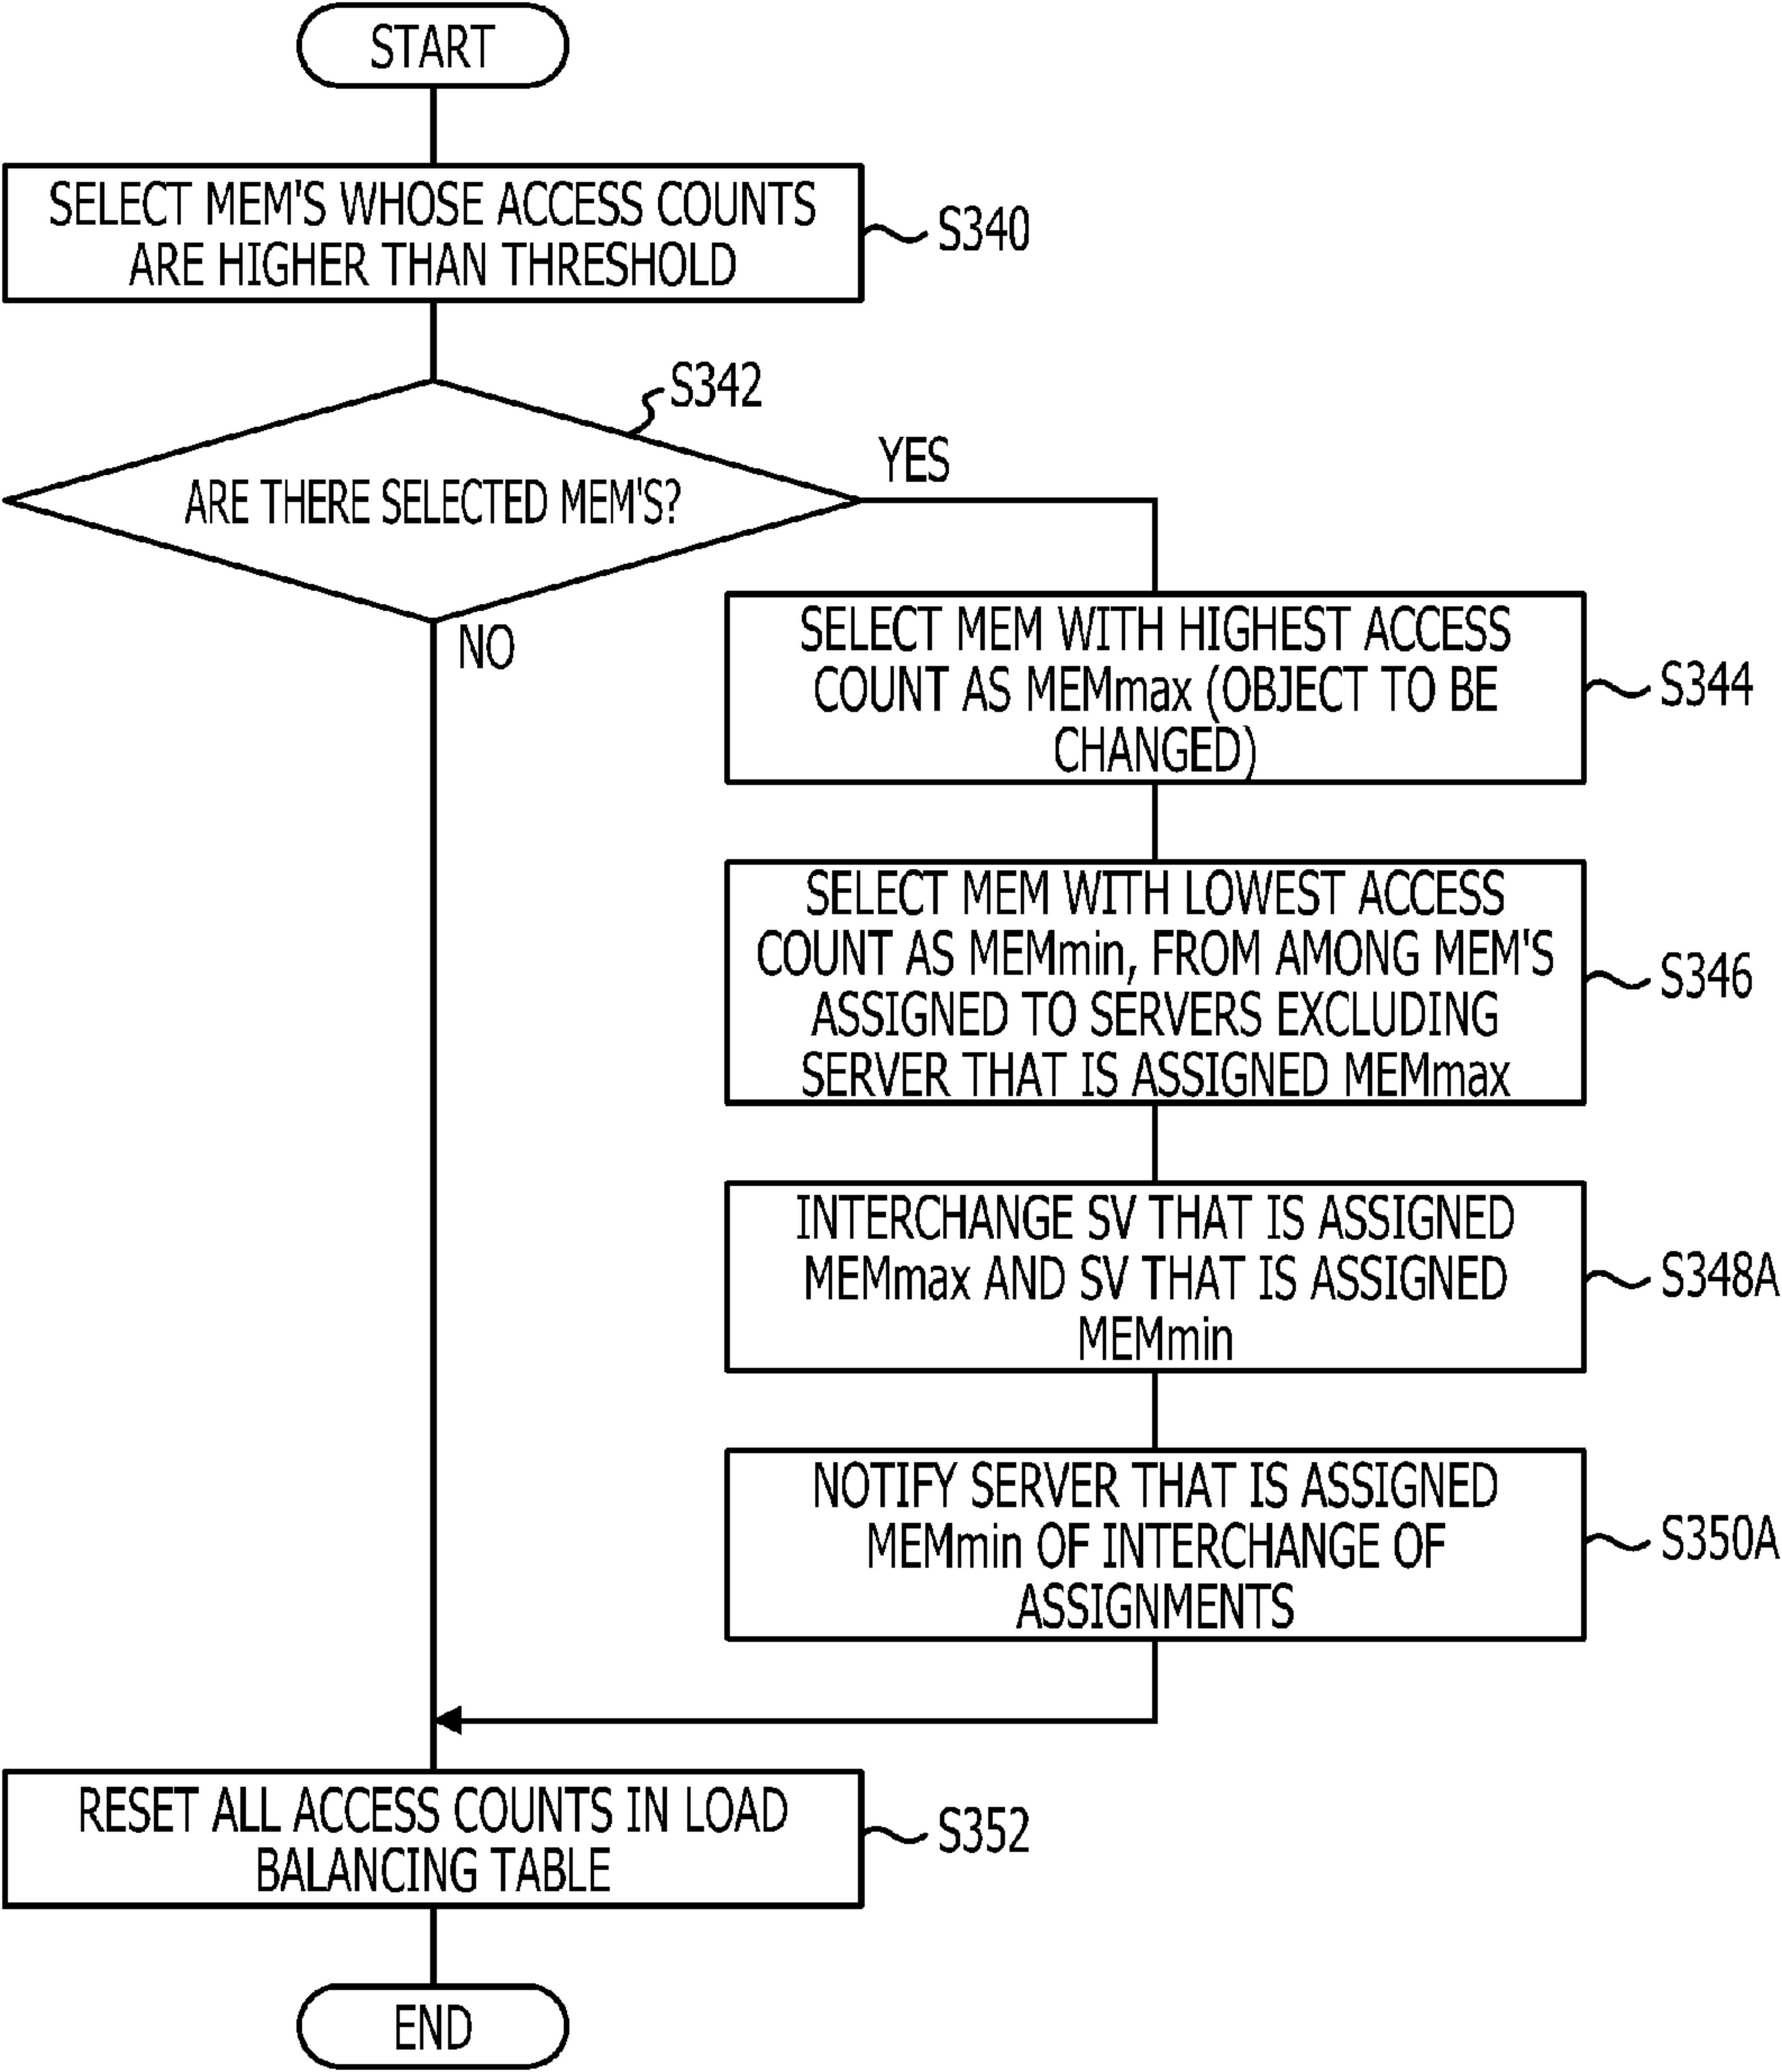 START
SELECT MEM'S WHOSE ACCESS COUNTS
ARE HIGHER THAN THRESHOLD
S340
S342
ARE THERE SELECTED MEM'S?
YES
NO
SELECT MEM WITH HIGHEST ACCESS
COUNT AS MEMmax (OBJECT TO BE
CHANGED)
S344
SELECT MEM WITH LOWEST ACCESS
COUNT AS MEMmin, FROM AMONG MEM'S
ASSIGNED TO SERVERS EXCLUDING
SERVER THAT IS ASSIGNED MEMmax
S346
INTERCHANGE SV THAT IS ASSIGNED
MEMmax AND SV THAT IS ASSIGNED
MEMmin
S348A
NOTIFY SERVER THAT IS ASSIGNED
MEMmin OF INTERCHANGE OF
ASSIGNMENTS
S350A
RESET ALL ACCESS COUNTS IN LOAD
BALANCING TABLE
S352
END